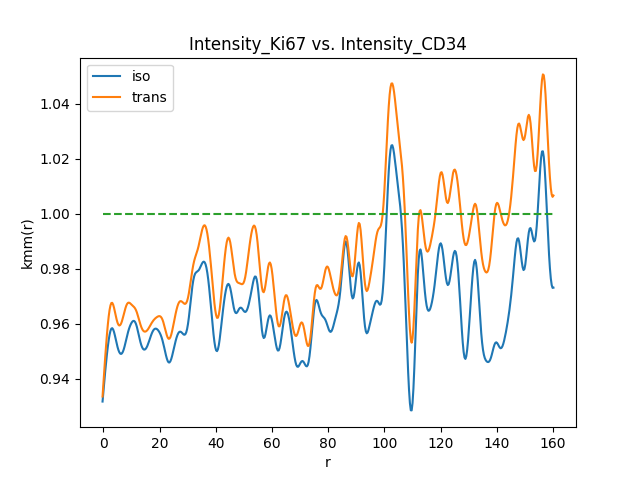 Intensity_Ki67 vs. Intensity_CD34
iso
trans
1.04
1.02
1.00
0.98
0.96
0.94
kmm(r)
0 20 40 60 80 100 120 140 160
r